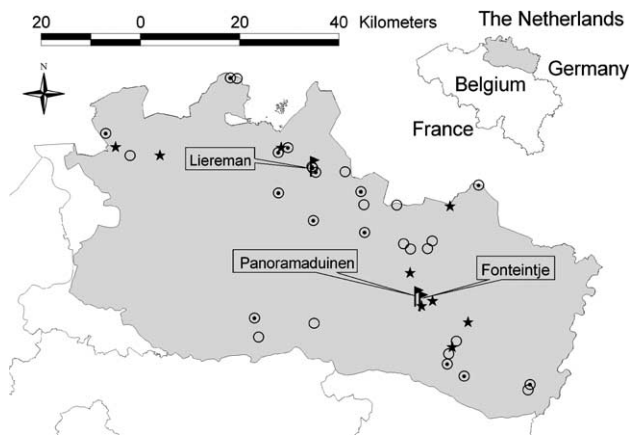 20 0 20 40 Kilometers
The Netherlands
Germany
Belgium
France
N
Liereman
Panoramaduinen
Fonteintje